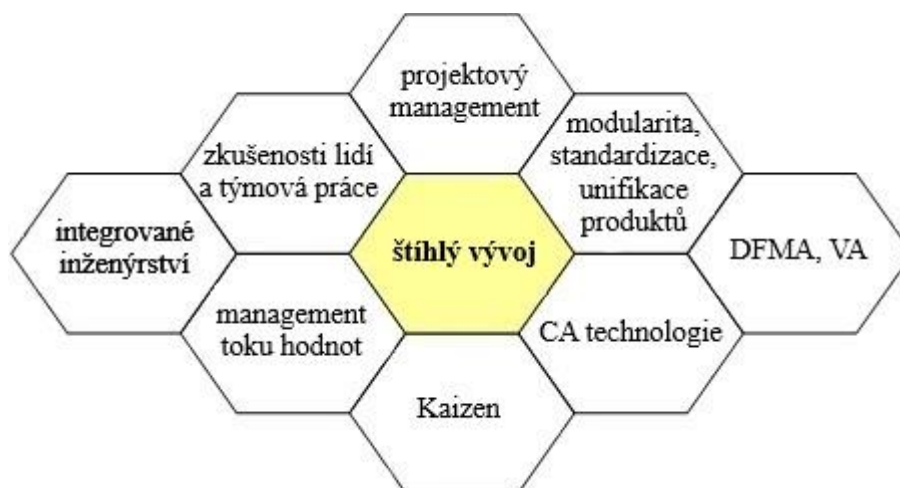 projektový
management
zkušenosti lidí
a týmová práce
modularita,
standardizace,
unifikace
produktů
integrované
inženýrství
štíhlý vývoj
DFMA, VA
management
toku hodnot
CA technologie
Kaizen